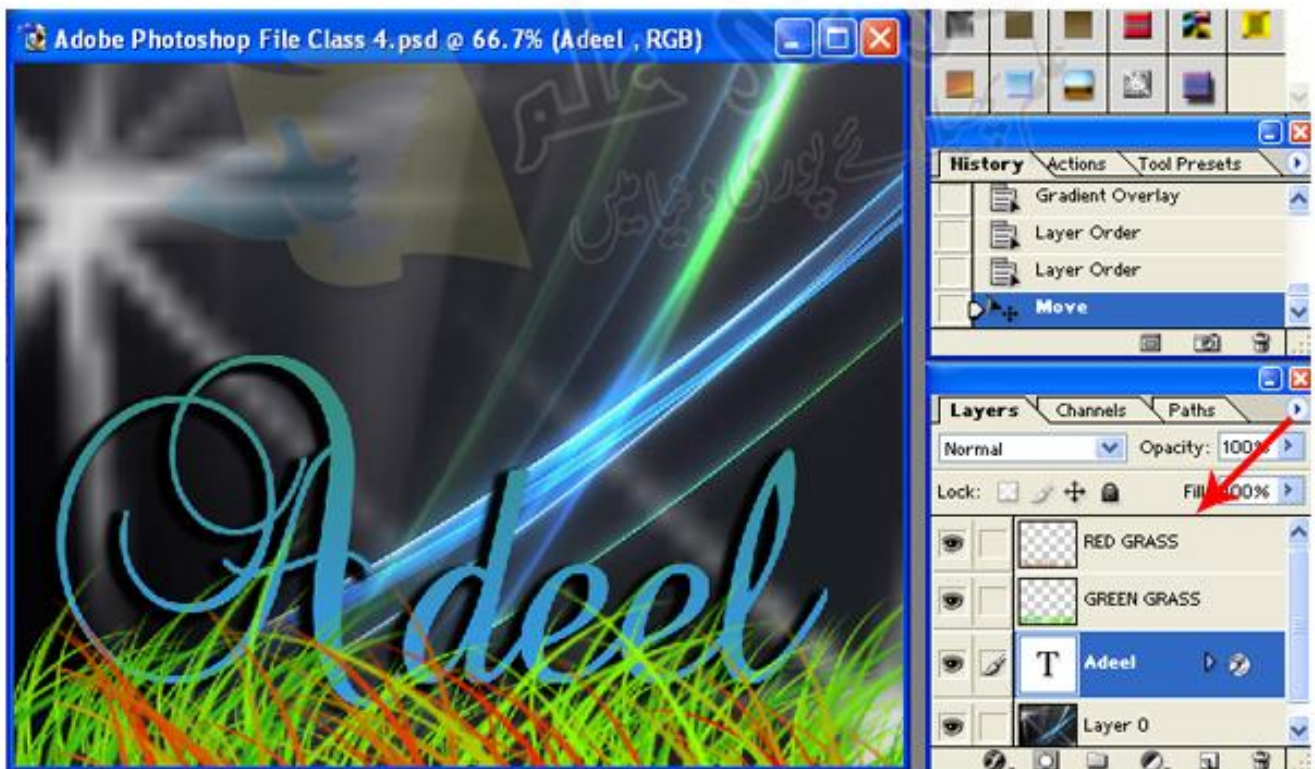 Adobe Photoshop File Class 4.psd @ 66.7% (Adeel , RGB)
عالم
Adeel
History Actions Tool Presets
Gradient Overlay
Layer Order
Layer Order
Move
Layers Channels Paths
Normal Opacity: 100%
Lock: Fill: 100%
RED GRASS
GREEN GRASS
T Adeel
Layer 0